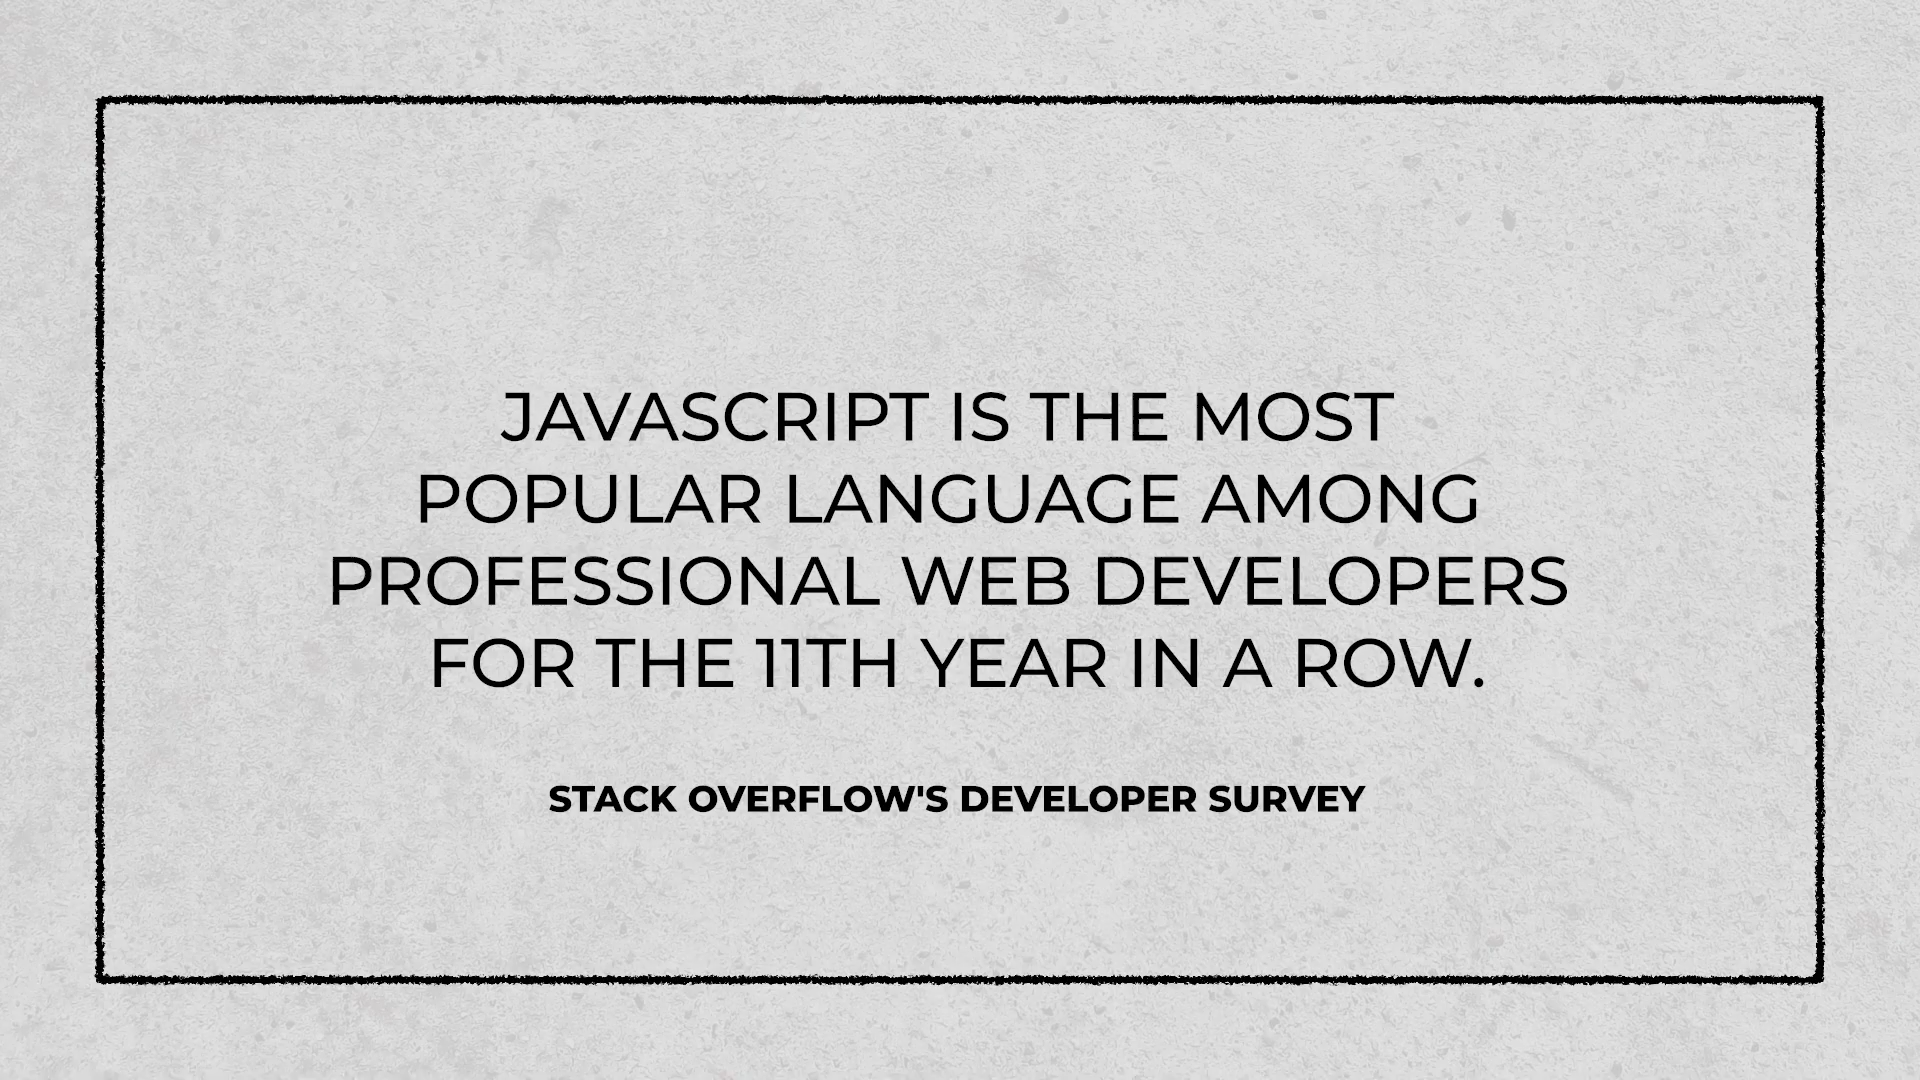 JAVASCRIPT IS THE MOST
POPULAR LANGUAGE AMONG
PROFESSIONAL WEB DEVELOPERS
FOR THE 11TH YEAR IN A ROW.
STACK OVERFLOW'S DEVELOPER SURVEY